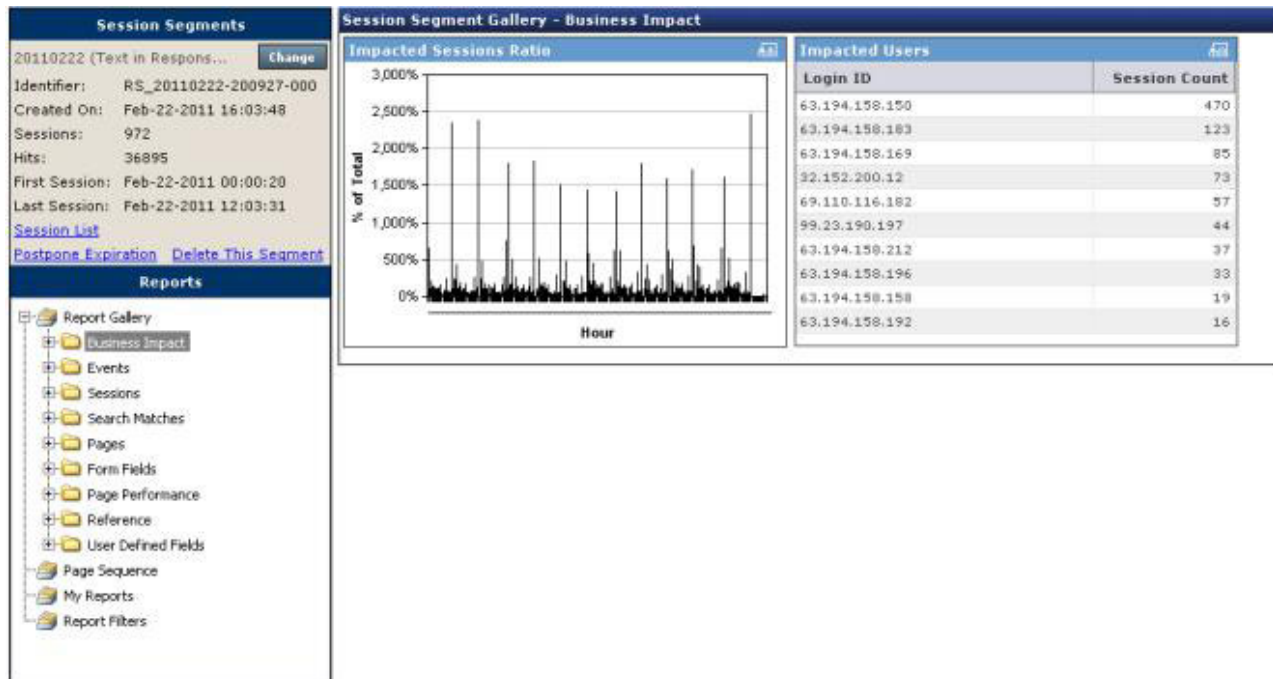 Session Segments
20110222 (Text in Respons... Change
Identifier: RS_20110222-200927-000
Created On: Feb-22-2011 16:03:48
Sessions: 972
Hits: 36895
First Session: Feb-22-2011 00:00:20
Last Session: Feb-22-2011 12:03:31
Session List
Postpone Expiration Delete This Segment
Reports
Report Gallery
Business Impact
Events
Sessions
Search Matches
Pages
Form Fields
Page Performance
Reference
User Defined Fields
Page Sequence
My Reports
Report Filters
Session Segment Gallery - Business Impact
Impacted Sessions Ratio
3,000%
2,500%
2,000%
1,500%
1,000%
500%
0%
% of Total
Hour
Impacted Users
Login ID Session Count
63.194.158.150 470
63.194.158.183 123
63.194.158.169 85
32.152.200.12 73
69.110.116.182 57
99.23.190.197 44
63.194.158.212 37
63.194.158.196 33
63.194.158.158 19
63.194.158.192 16